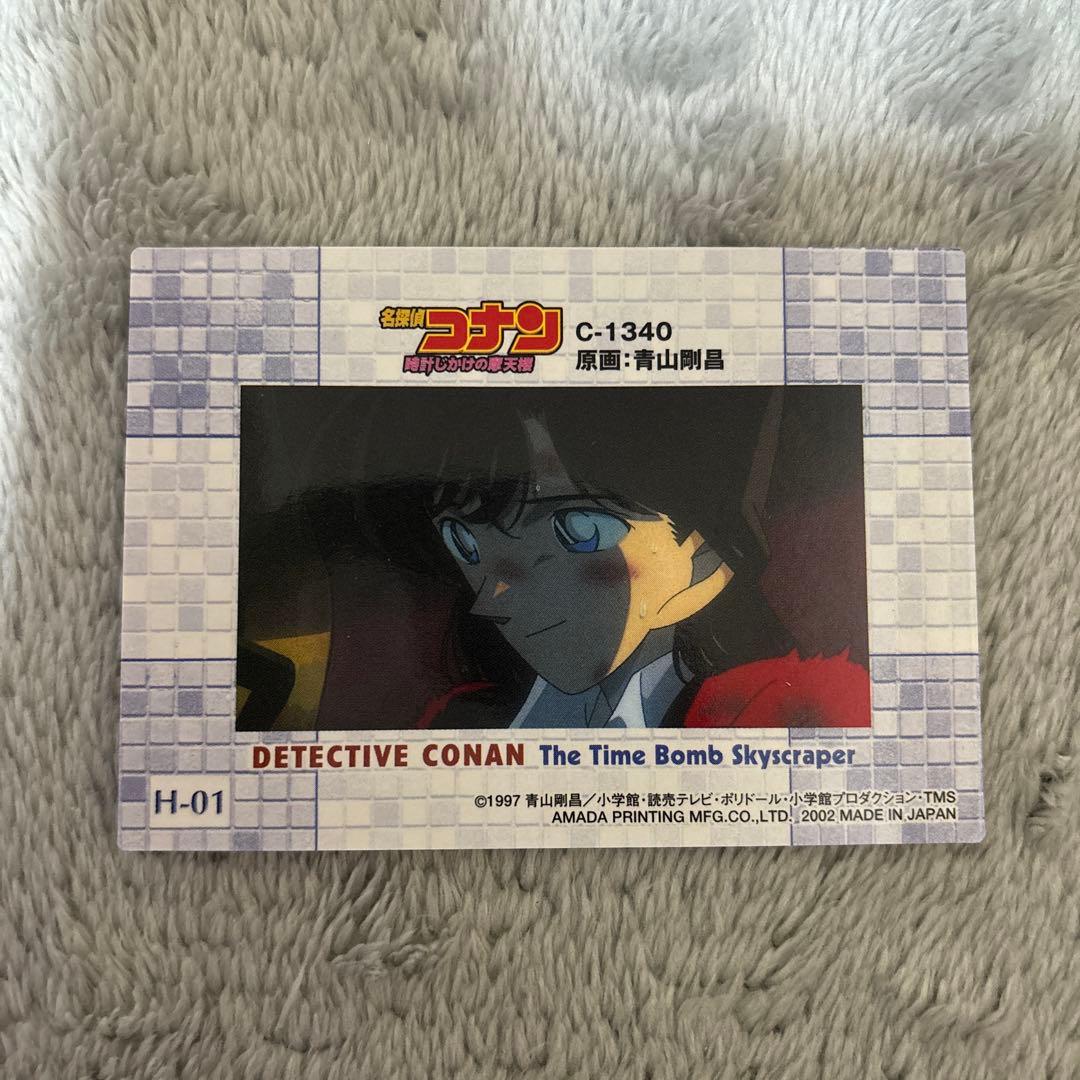 名探偵コナン
時計じかけの摩天楼
C-1340
原画:青山剛昌
DETECTIVE CONAN The Time Bomb Skyscraper
H-01
©1997 青山剛昌/小学館・読売テレビ・ポリドール・小学館プロダクション・TMS
AMADA PRINTING MFG.CO.,LTD. 2002 MADE IN JAPAN